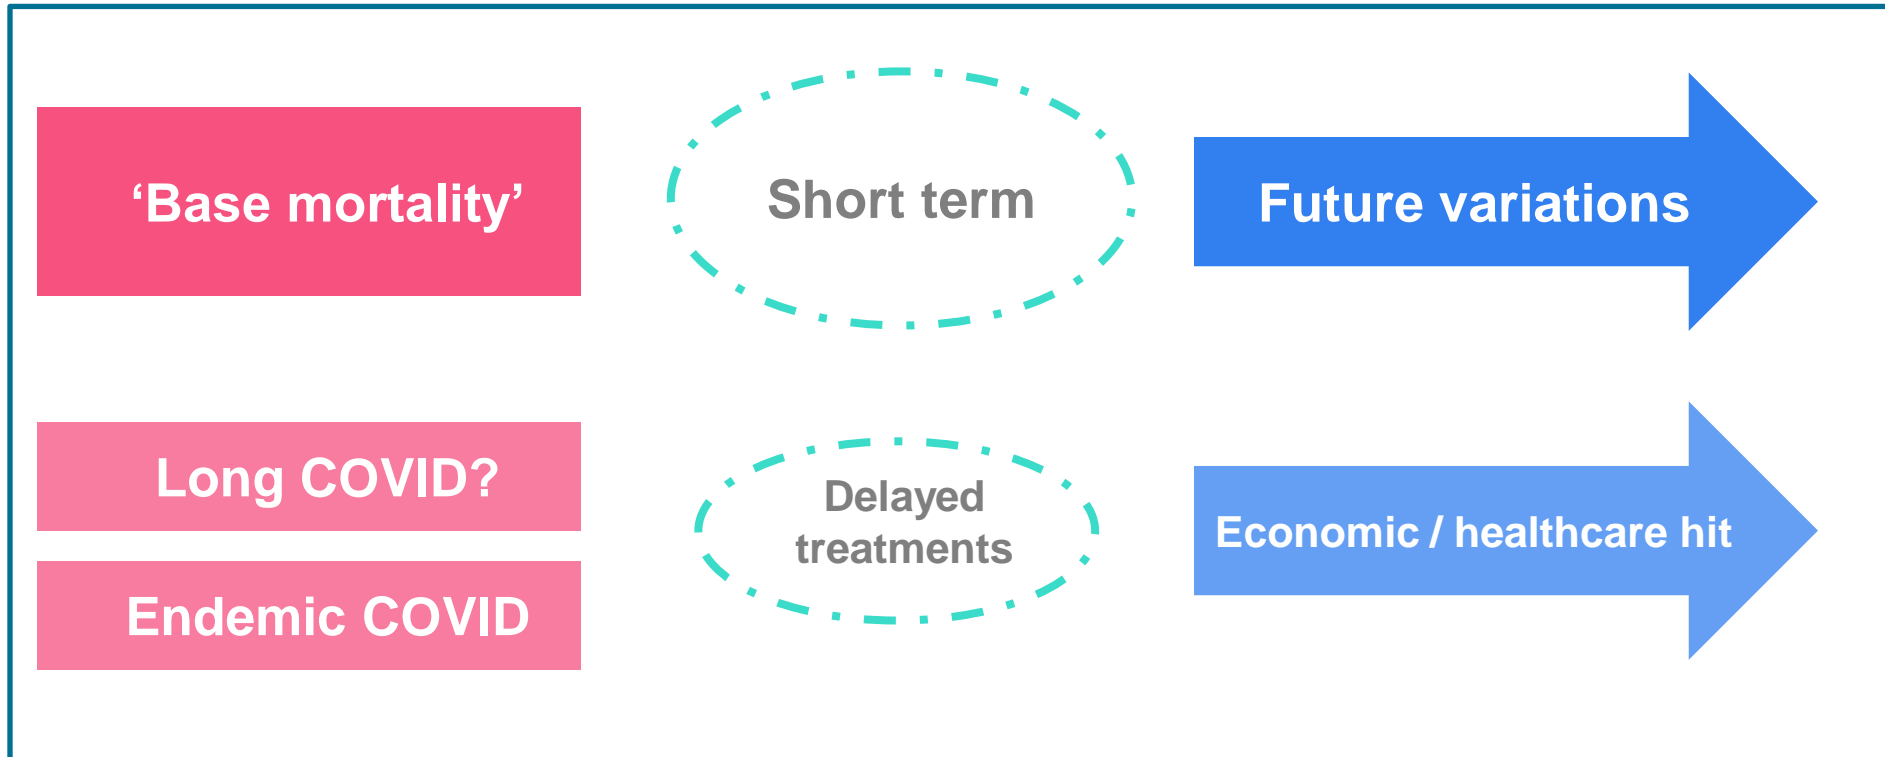 ‘Base mortality’
Short term
Future variations
Long COVID?
Endemic COVID
Delayed
treatments
Economic / healthcare hit